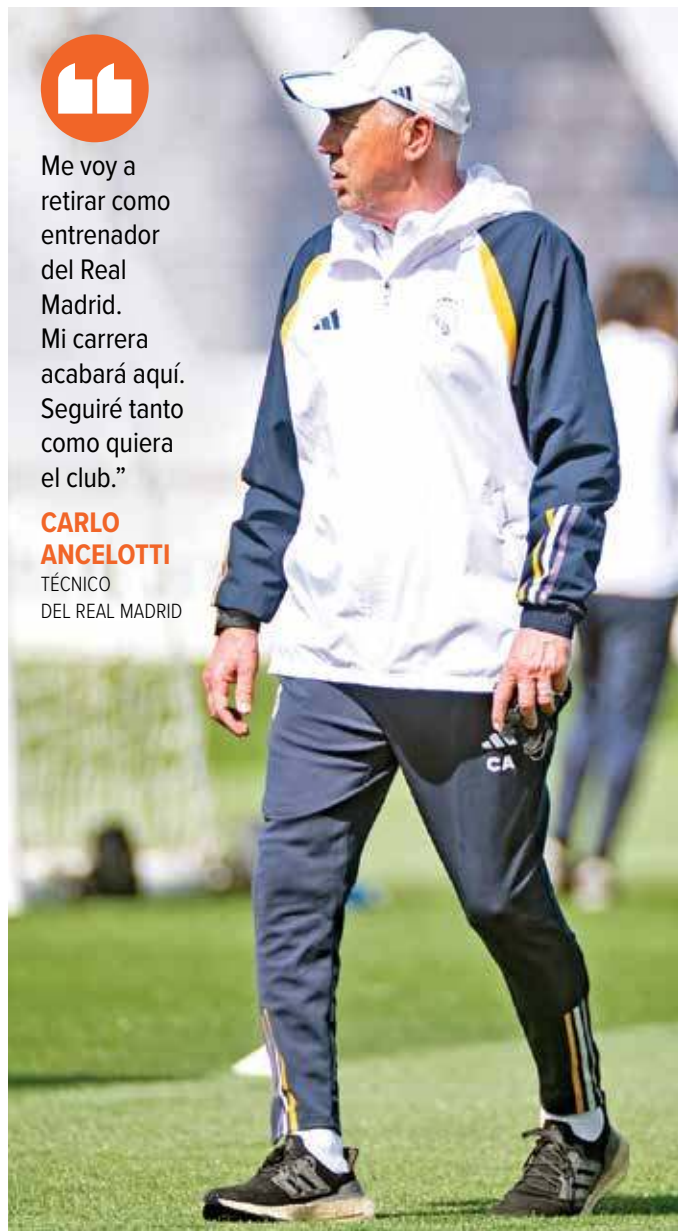 Me voy a
retirar como
entrenador
del Real
Madrid.
Mi carrera
acabará aquí.
Seguiré tanto
como quiera
el club.”
CARLO
ANCELOTTI
TÉCNICO
DEL REAL MADRID
CA